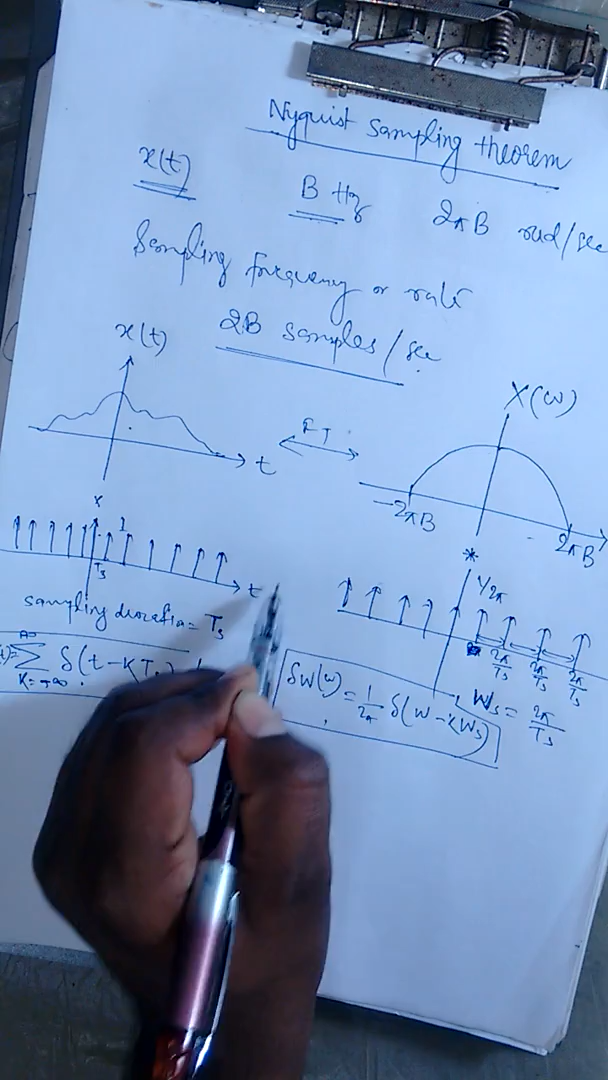 Nyquist Sampling theorem
x(t) B Hz 2πB rad/sec
Sampling frequency or rate
2B samples/sec
x(t)
X(w)
FT
t
-2πB 2πB
x
*
1
1/2π
Ts
t
2π/Ts 2π/Ts 2π/Ts
sampling duration = Ts
Ws = 2π/Ts
∑ δ(t-KTs)
K=-∞
δw(w) = 1/2π δ(w-KWs)